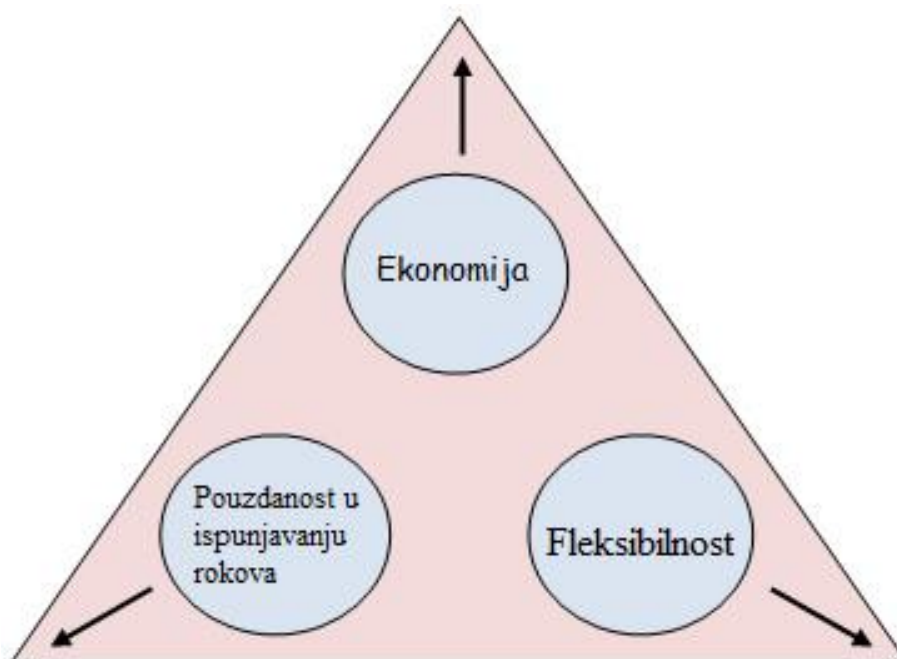 Ekonomija
Pouzdanost u
ispunjavanju
rokova
Fleksibilnost